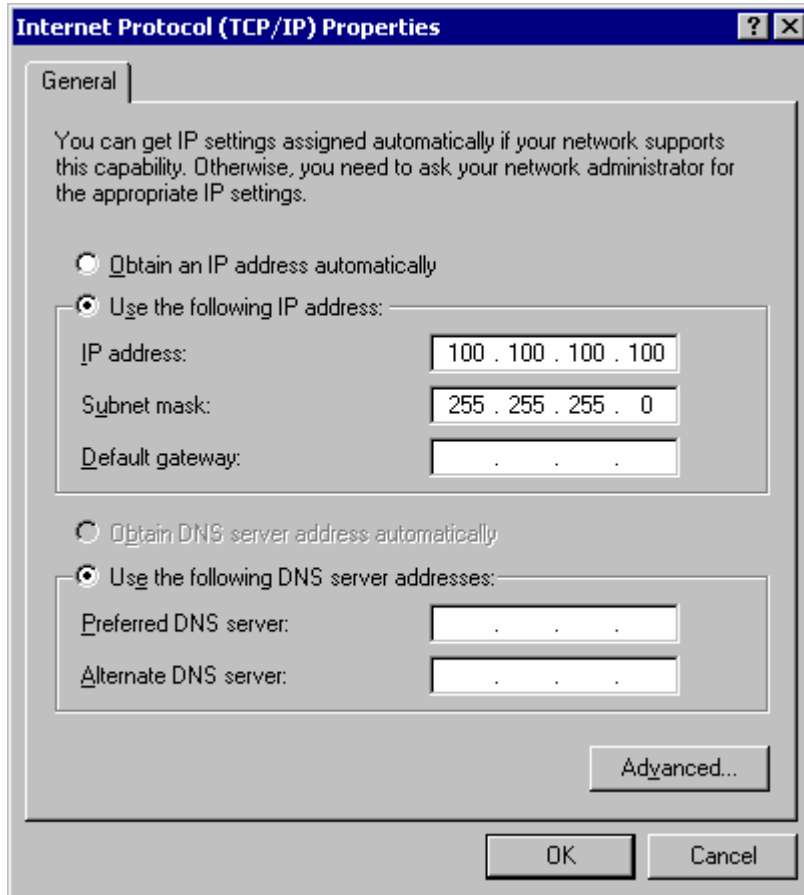 Internet Protocol (TCP/IP) Properties
General
You can get IP settings assigned automatically if your network supports
this capability. Otherwise, you need to ask your network administrator for
the appropriate IP settings.
Obtain an IP address automatically
Use the following IP address:
IP address: 100 . 100 . 100 . 100
Subnet mask: 255 . 255 . 255 . 0
Default gateway: . . .
Obtain DNS server address automatically
Use the following DNS server addresses:
Preferred DNS server: . . .
Alternate DNS server: . . .
Advanced...
OK Cancel